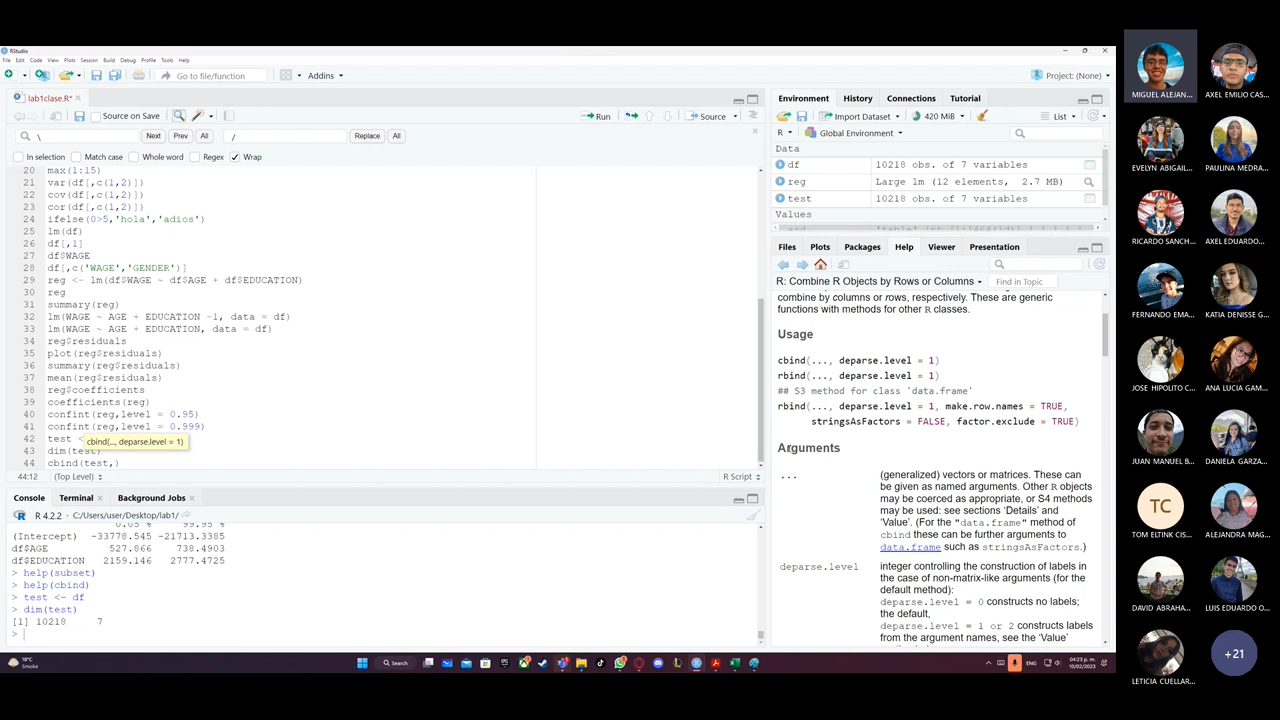 RStudio
File Edit Code View Plots Session Build Debug Profile Tools Help
Go to file/function
Addins
Project: (None)
lab1clase.R*
Source on Save
Run
Source
\
Next
Prev
All
/
Replace
All
In selection
Match case
Whole word
Regex
Wrap
20 max(1:15)
21 var(df[,c(1,2)])
22 cov(df[,c(1,2)])
23 cor(df[,c(1,2)])
24 ifelse(0>5,'hola','adios')
25 lm(df)
26 df[,1]
27 df$WAGE
28 df[,c('WAGE','GENDER')]
29 reg <- lm(df$WAGE ~ df$AGE + df$EDUCATION)
30 reg
31 summary(reg)
32 lm(WAGE ~ AGE + EDUCATION -1, data = df)
33 lm(WAGE ~ AGE + EDUCATION, data = df)
34 reg$residuals
35 plot(reg$residuals)
36 summary(reg$residuals)
37 mean(reg$residuals)
38 reg$coefficients
39 coefficients(reg)
40 confint(reg,level = 0.95)
41 confint(reg,level = 0.999)
42 test <
cbind(..., deparse.level = 1)
43 dim(test)
44 cbind(test,)
44:12
(Top Level)
R Script
Console Terminal Background Jobs
R 4.2.2 · C:/Users/user/Desktop/lab1/
0.05 % 99.95 %
(Intercept) -33778.545 -21713.3385
df$AGE 527.866 738.4903
df$EDUCATION 2159.146 2777.4725
> help(subset)
> help(cbind)
> test <- df
> dim(test)
[1] 10218 7
>
Environment History Connections Tutorial
Import Dataset
420 MiB
List
R
Global Environment
Data
df 10218 obs. of 7 variables
reg Large lm (12 elements, 2.7 MB)
test 10218 obs. of 7 variables
Values
Files Plots Packages Help Viewer Presentation
R: Combine R Objects by Rows or Columns
Find in Topic
combine by columns or rows, respectively. These are generic
functions with methods for other R classes.
Usage
cbind(..., deparse.level = 1)
rbind(..., deparse.level = 1)
## S3 method for class 'data.frame'
rbind(..., deparse.level = 1, make.row.names = TRUE,
stringsAsFactors = FALSE, factor.exclude = TRUE)
Arguments
...
(generalized) vectors or matrices. These can
be given as named arguments. Other R objects
may be coerced as appropriate, or S4 methods
may be used: see sections ‘Details’ and
‘Value’. (For the "data.frame" method of
cbind these can be further arguments to
data.frame such as stringsAsFactors.)
deparse.level
integer controlling the construction of labels
in the case of non-matrix-like arguments (for the
default method):
deparse.level = 0 constructs no labels;
the default,
deparse.level = 1 or 2 constructs labels
from the argument names, see the ‘Value’
18°C
Smoke
Search
ENG
04:23 p. m.
10/02/2023
MIGUEL ALEJAN...
AXEL EMILIO CAS...
EVELYN ABIGAIL...
PAULINA MEDRA...
RICARDO SANCH...
AXEL EDUARDO...
FERNANDO EMA...
KATIA DENISSE G...
JOSE HIPOLITO C...
ANA LUCIA GAM...
JUAN MANUEL B...
DANIELA GARZA...
TC
TOM ELTINK CIS...
ALEJANDRA MAG...
DAVID ABRAHA...
LUIS EDUARDO O...
LETICIA CUELLAR...
+21